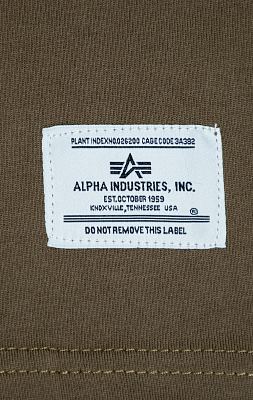 PLANT INDEXNO.026200 CAGE CODE 3A382
ALPHA INDUSTRIES, INC.
EST.OCTOBER 1959
KNOXVILLE,TENNESSEE USA
®
DO NOT REMOVE THIS LABEL